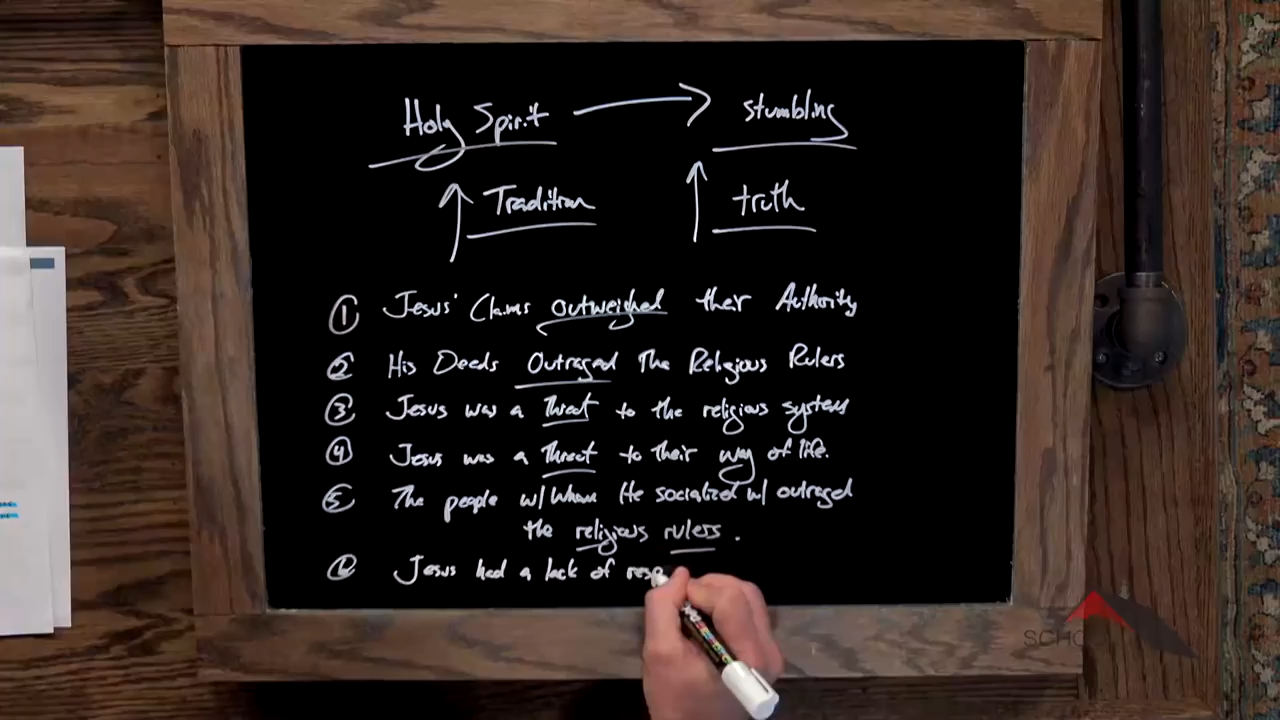 Holy Spirit → stumbling
↑ Tradition ↑ truth
① Jesus' Claims outweighed their Authority
② His Deeds Outraged The Religious Rulers
③ Jesus was a Threat to the religious system
④ Jesus was a Threat to their way of life.
⑤ The people w/ whom He socialized w/ outraged
the religious rulers.
⑥ Jesus had a lack of resp
SCHO